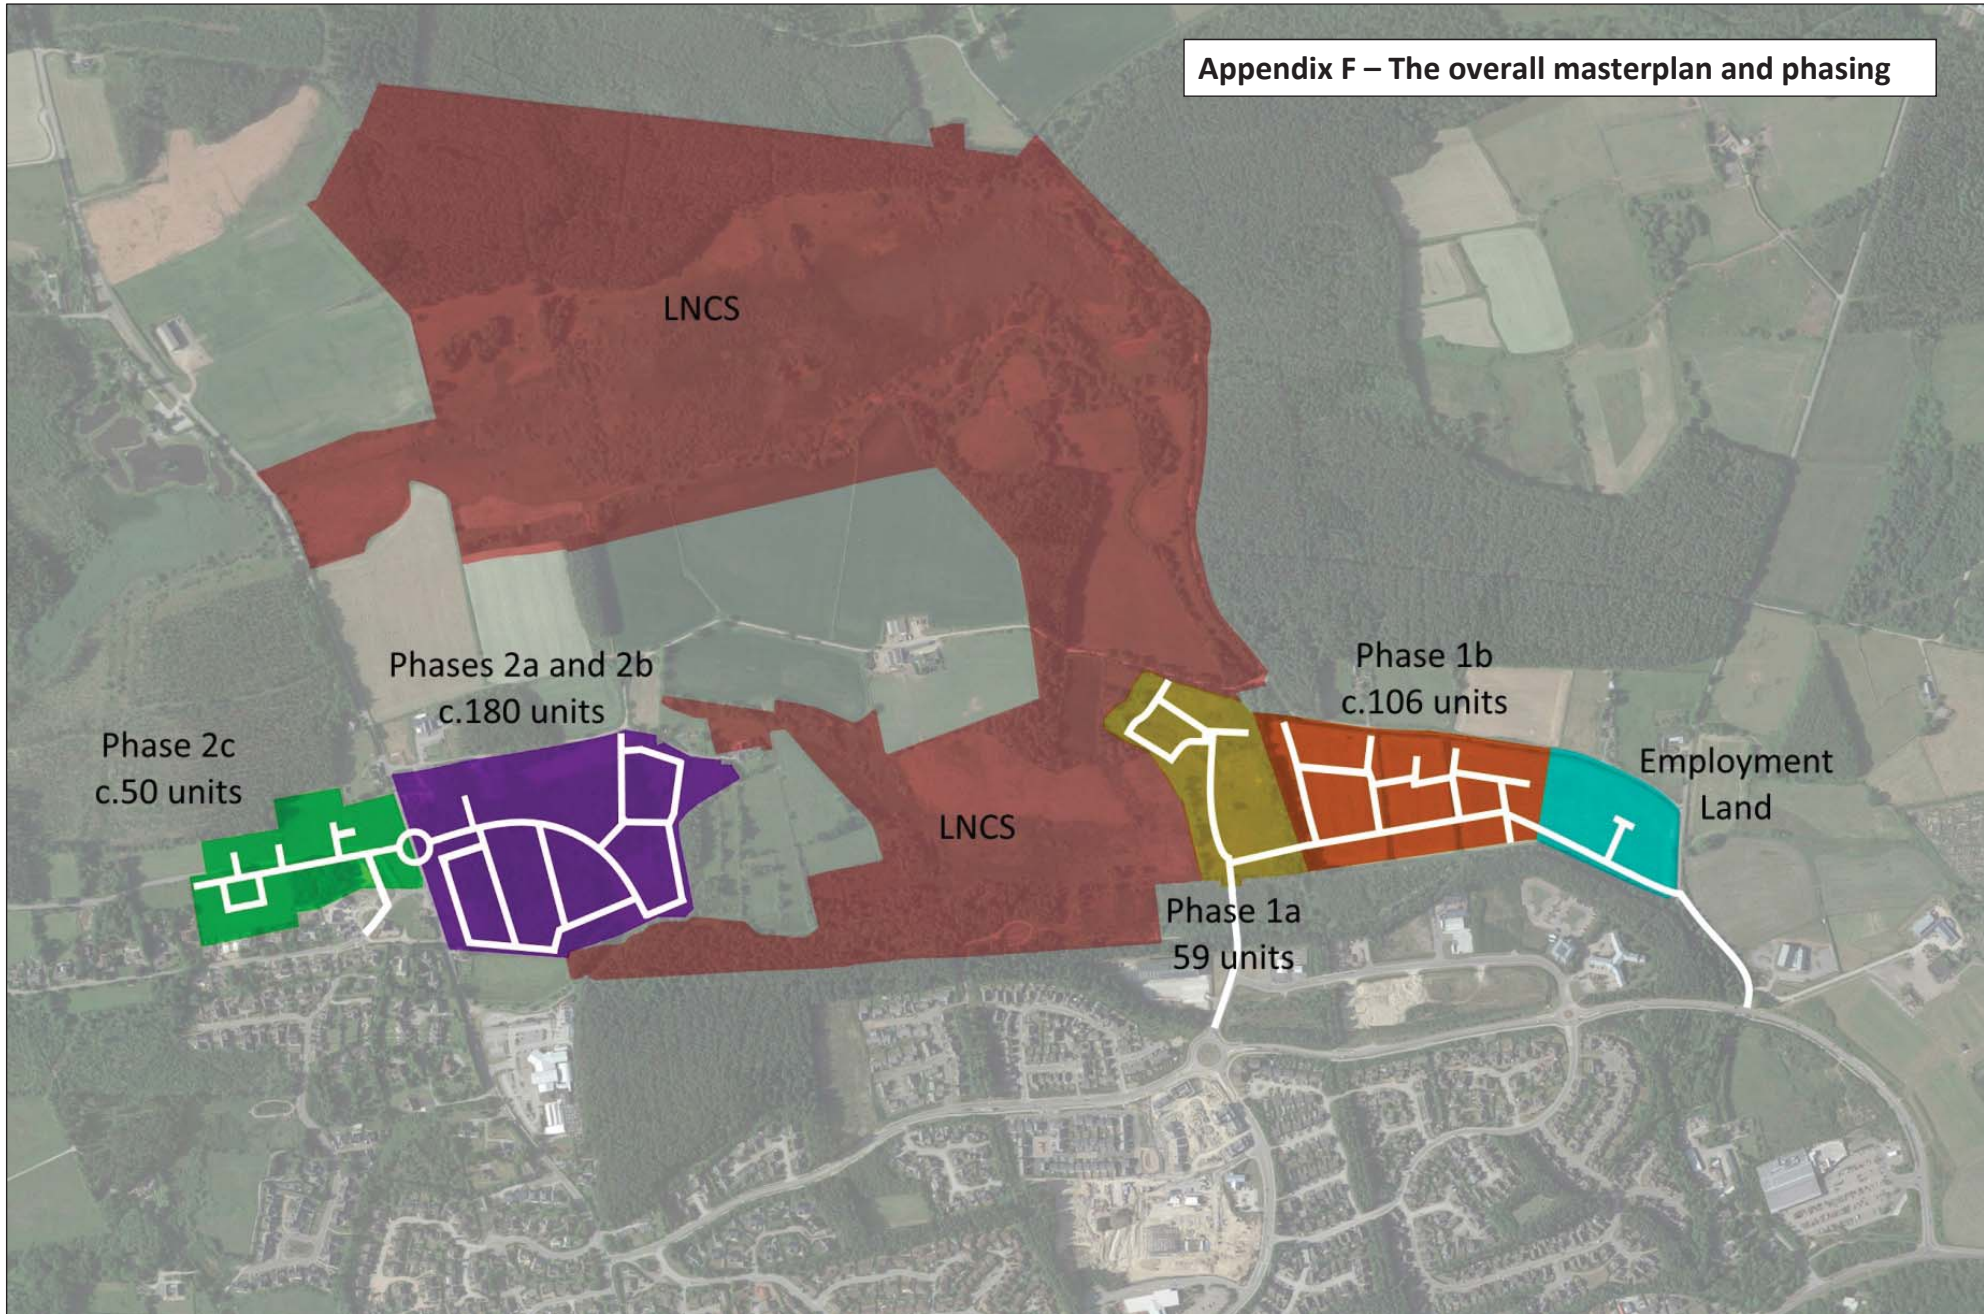 Appendix F – The overall masterplan and phasing
LNCS
Phases 2a and 2b
c.180 units
Phase 1b
c.106 units
Phase 2c
c.50 units
Employment
Land
LNCS
Phase 1a
59 units